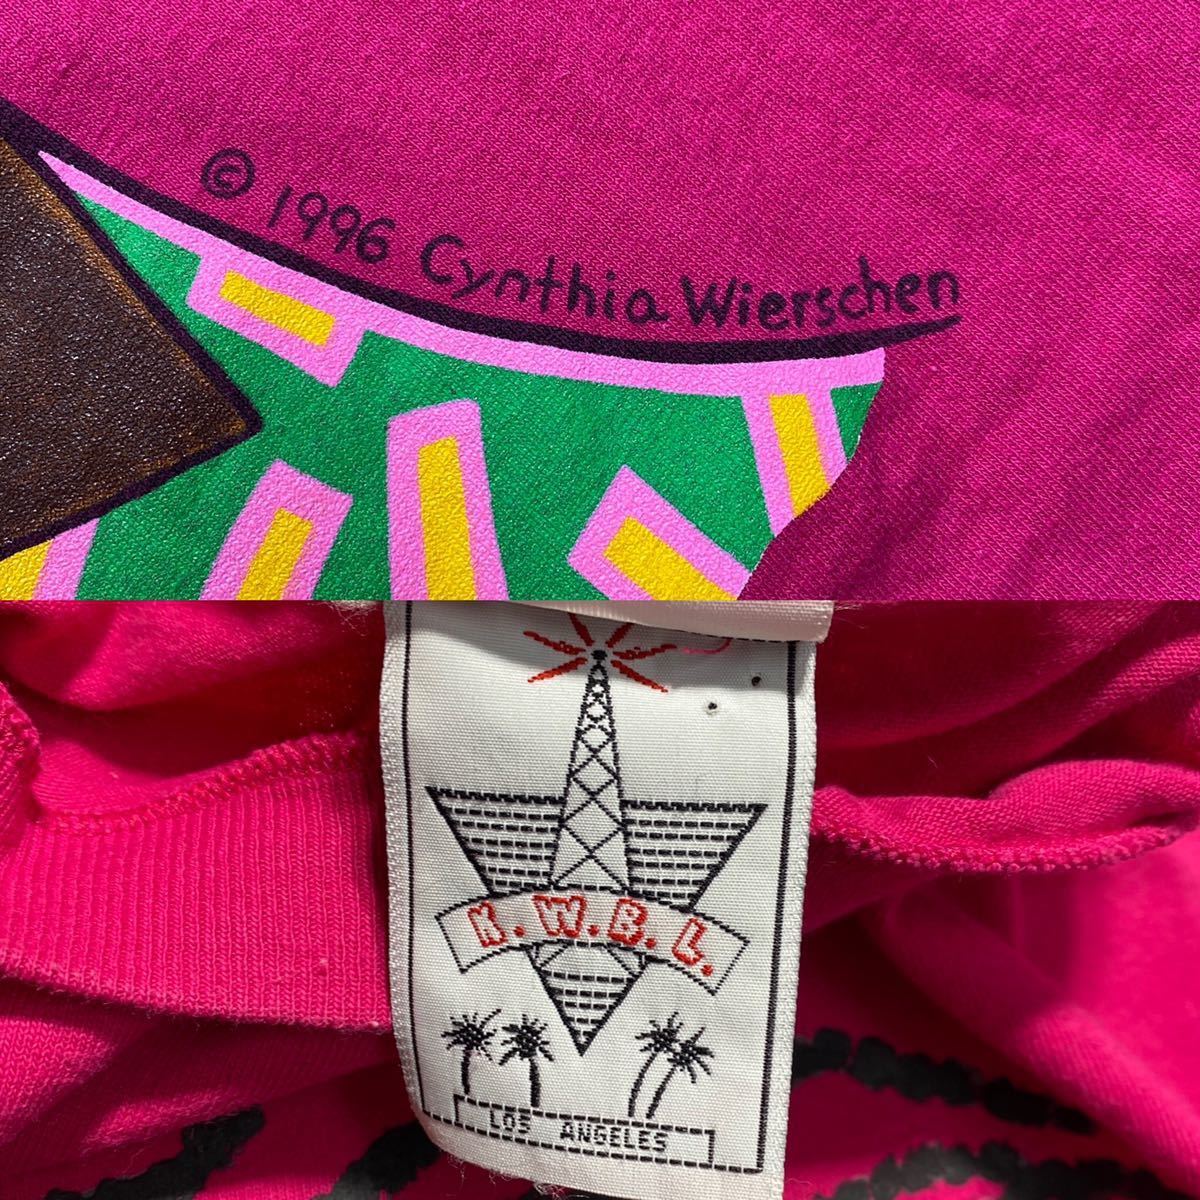 © 1996 Cynthia Wierschen
K.W.B.L.
LOS ANGELES